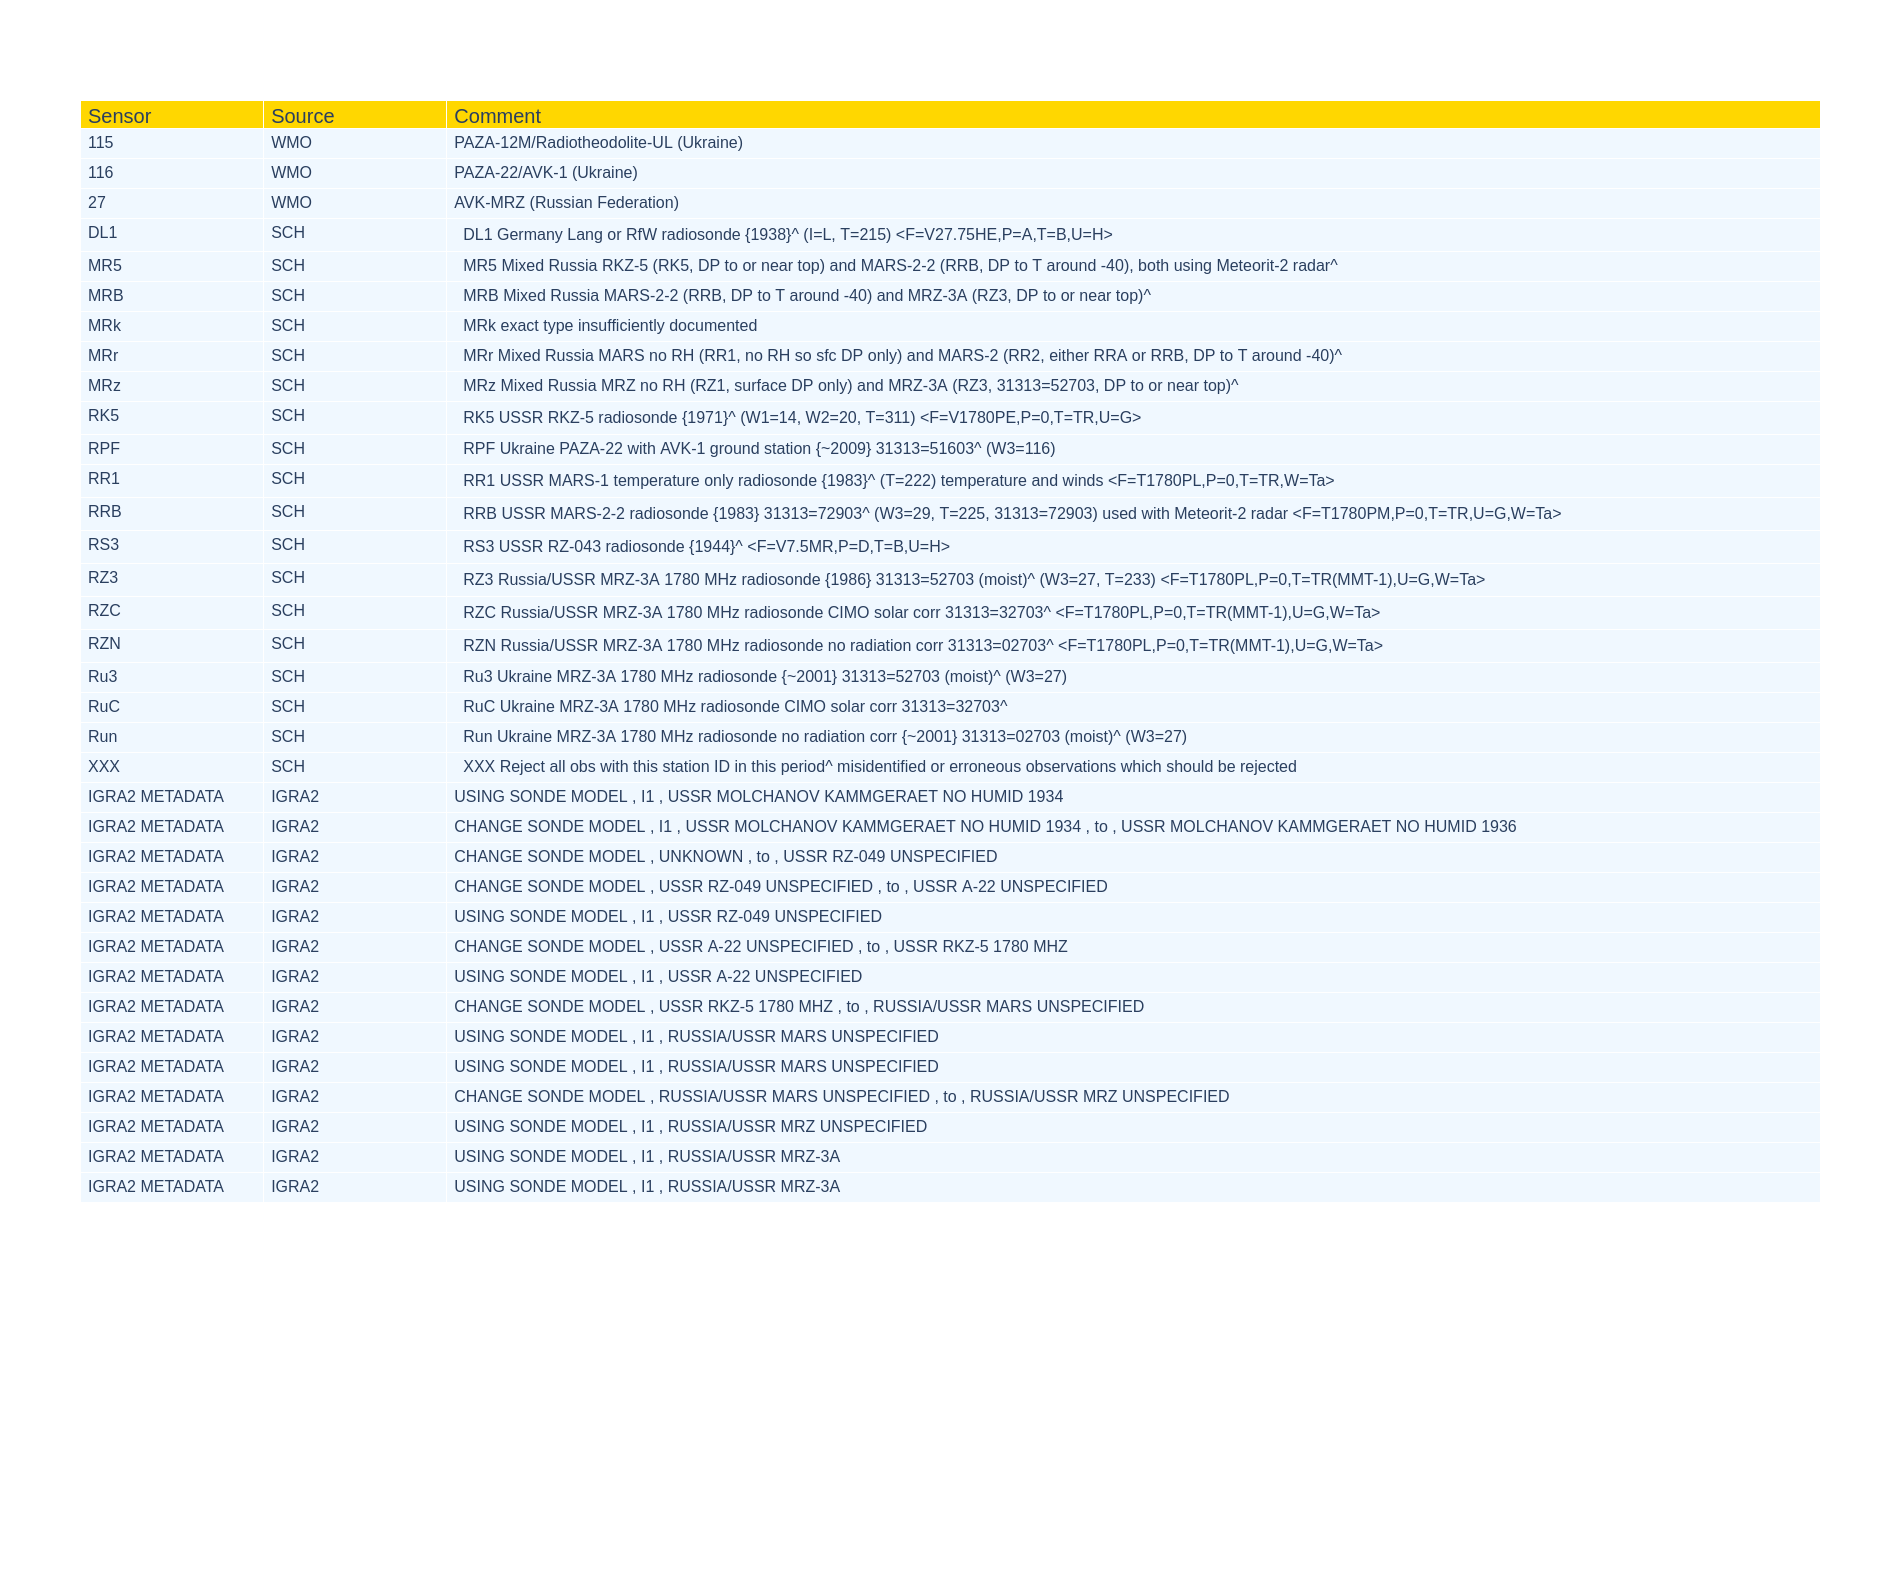 Sensor Source Comment
115 WMO PAZA-12M/Radiotheodolite-UL (Ukraine)
116 WMO PAZA-22/AVK-1 (Ukraine)
27 WMO AVK-MRZ (Russian Federation)
DL1 SCH DL1 Germany Lang or RfW radiosonde {1938}^ (I=L, T=215) <F=V27.75HE,P=A,T=B,U=H>
MR5 SCH MR5 Mixed Russia RKZ-5 (RK5, DP to or near top) and MARS-2-2 (RRB, DP to T around -40), both using Meteorit-2 radar^
MRB SCH MRB Mixed Russia MARS-2-2 (RRB, DP to T around -40) and MRZ-3A (RZ3, DP to or near top)^
MRk SCH MRk exact type insufficiently documented
MRr SCH MRr Mixed Russia MARS no RH (RR1, no RH so sfc DP only) and MARS-2 (RR2, either RRA or RRB, DP to T around -40)^
MRz SCH MRz Mixed Russia MRZ no RH (RZ1, surface DP only) and MRZ-3A (RZ3, 31313=52703, DP to or near top)^
RK5 SCH RK5 USSR RKZ-5 radiosonde {1971}^ (W1=14, W2=20, T=311) <F=V1780PE,P=0,T=TR,U=G>
RPF SCH RPF Ukraine PAZA-22 with AVK-1 ground station {~2009} 31313=51603^ (W3=116)
RR1 SCH RR1 USSR MARS-1 temperature only radiosonde {1983}^ (T=222) temperature and winds <F=T1780PL,P=0,T=TR,W=Ta>
RRB SCH RRB USSR MARS-2-2 radiosonde {1983} 31313=72903^ (W3=29, T=225, 31313=72903) used with Meteorit-2 radar <F=T1780PM,P=0,T=TR,U=G,W=Ta>
RS3 SCH RS3 USSR RZ-043 radiosonde {1944}^ <F=V7.5MR,P=D,T=B,U=H>
RZ3 SCH RZ3 Russia/USSR MRZ-3A 1780 MHz radiosonde {1986} 31313=52703 (moist)^ (W3=27, T=233) <F=T1780PL,P=0,T=TR(MMT-1),U=G,W=Ta>
RZC SCH RZC Russia/USSR MRZ-3A 1780 MHz radiosonde CIMO solar corr 31313=32703^ <F=T1780PL,P=0,T=TR(MMT-1),U=G,W=Ta>
RZN SCH RZN Russia/USSR MRZ-3A 1780 MHz radiosonde no radiation corr 31313=02703^ <F=T1780PL,P=0,T=TR(MMT-1),U=G,W=Ta>
Ru3 SCH Ru3 Ukraine MRZ-3A 1780 MHz radiosonde {~2001} 31313=52703 (moist)^ (W3=27)
RuC SCH RuC Ukraine MRZ-3A 1780 MHz radiosonde CIMO solar corr 31313=32703^
Run SCH Run Ukraine MRZ-3A 1780 MHz radiosonde no radiation corr {~2001} 31313=02703 (moist)^ (W3=27)
XXX SCH XXX Reject all obs with this station ID in this period^ misidentified or erroneous observations which should be rejected
IGRA2 METADATA IGRA2 USING SONDE MODEL , I1 , USSR MOLCHANOV KAMMGERAET NO HUMID 1934
IGRA2 METADATA IGRA2 CHANGE SONDE MODEL , I1 , USSR MOLCHANOV KAMMGERAET NO HUMID 1934 , to , USSR MOLCHANOV KAMMGERAET NO HUMID 1936
IGRA2 METADATA IGRA2 CHANGE SONDE MODEL , UNKNOWN , to , USSR RZ-049 UNSPECIFIED
IGRA2 METADATA IGRA2 CHANGE SONDE MODEL , USSR RZ-049 UNSPECIFIED , to , USSR A-22 UNSPECIFIED
IGRA2 METADATA IGRA2 USING SONDE MODEL , I1 , USSR RZ-049 UNSPECIFIED
IGRA2 METADATA IGRA2 CHANGE SONDE MODEL , USSR A-22 UNSPECIFIED , to , USSR RKZ-5 1780 MHZ
IGRA2 METADATA IGRA2 USING SONDE MODEL , I1 , USSR A-22 UNSPECIFIED
IGRA2 METADATA IGRA2 CHANGE SONDE MODEL , USSR RKZ-5 1780 MHZ , to , RUSSIA/USSR MARS UNSPECIFIED
IGRA2 METADATA IGRA2 USING SONDE MODEL , I1 , RUSSIA/USSR MARS UNSPECIFIED
IGRA2 METADATA IGRA2 USING SONDE MODEL , I1 , RUSSIA/USSR MARS UNSPECIFIED
IGRA2 METADATA IGRA2 CHANGE SONDE MODEL , RUSSIA/USSR MARS UNSPECIFIED , to , RUSSIA/USSR MRZ UNSPECIFIED
IGRA2 METADATA IGRA2 USING SONDE MODEL , I1 , RUSSIA/USSR MRZ UNSPECIFIED
IGRA2 METADATA IGRA2 USING SONDE MODEL , I1 , RUSSIA/USSR MRZ-3A
IGRA2 METADATA IGRA2 USING SONDE MODEL , I1 , RUSSIA/USSR MRZ-3A